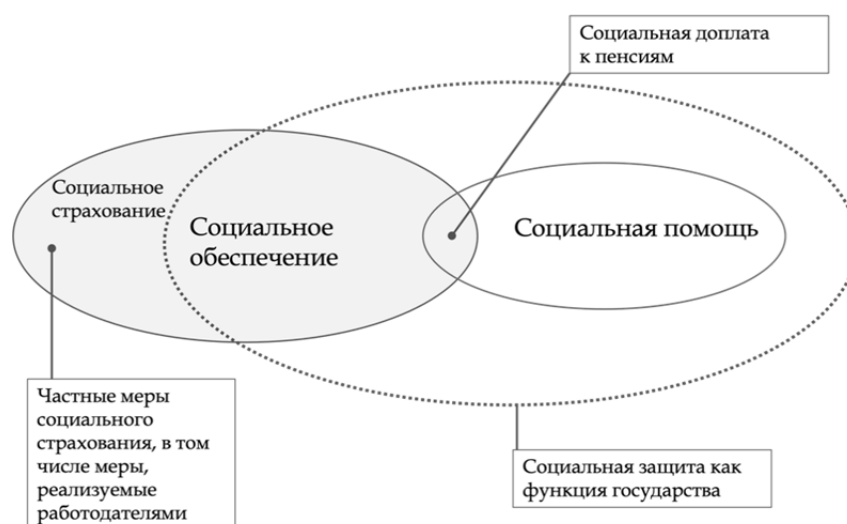 Социальная доплата
к пенсиям
Социальное
страхование
Социальное
обеспечение
Социальная помощь
Частные меры
социального
страхования, в том
числе меры,
реализуемые
работодателями
Социальная защита как
функция государства